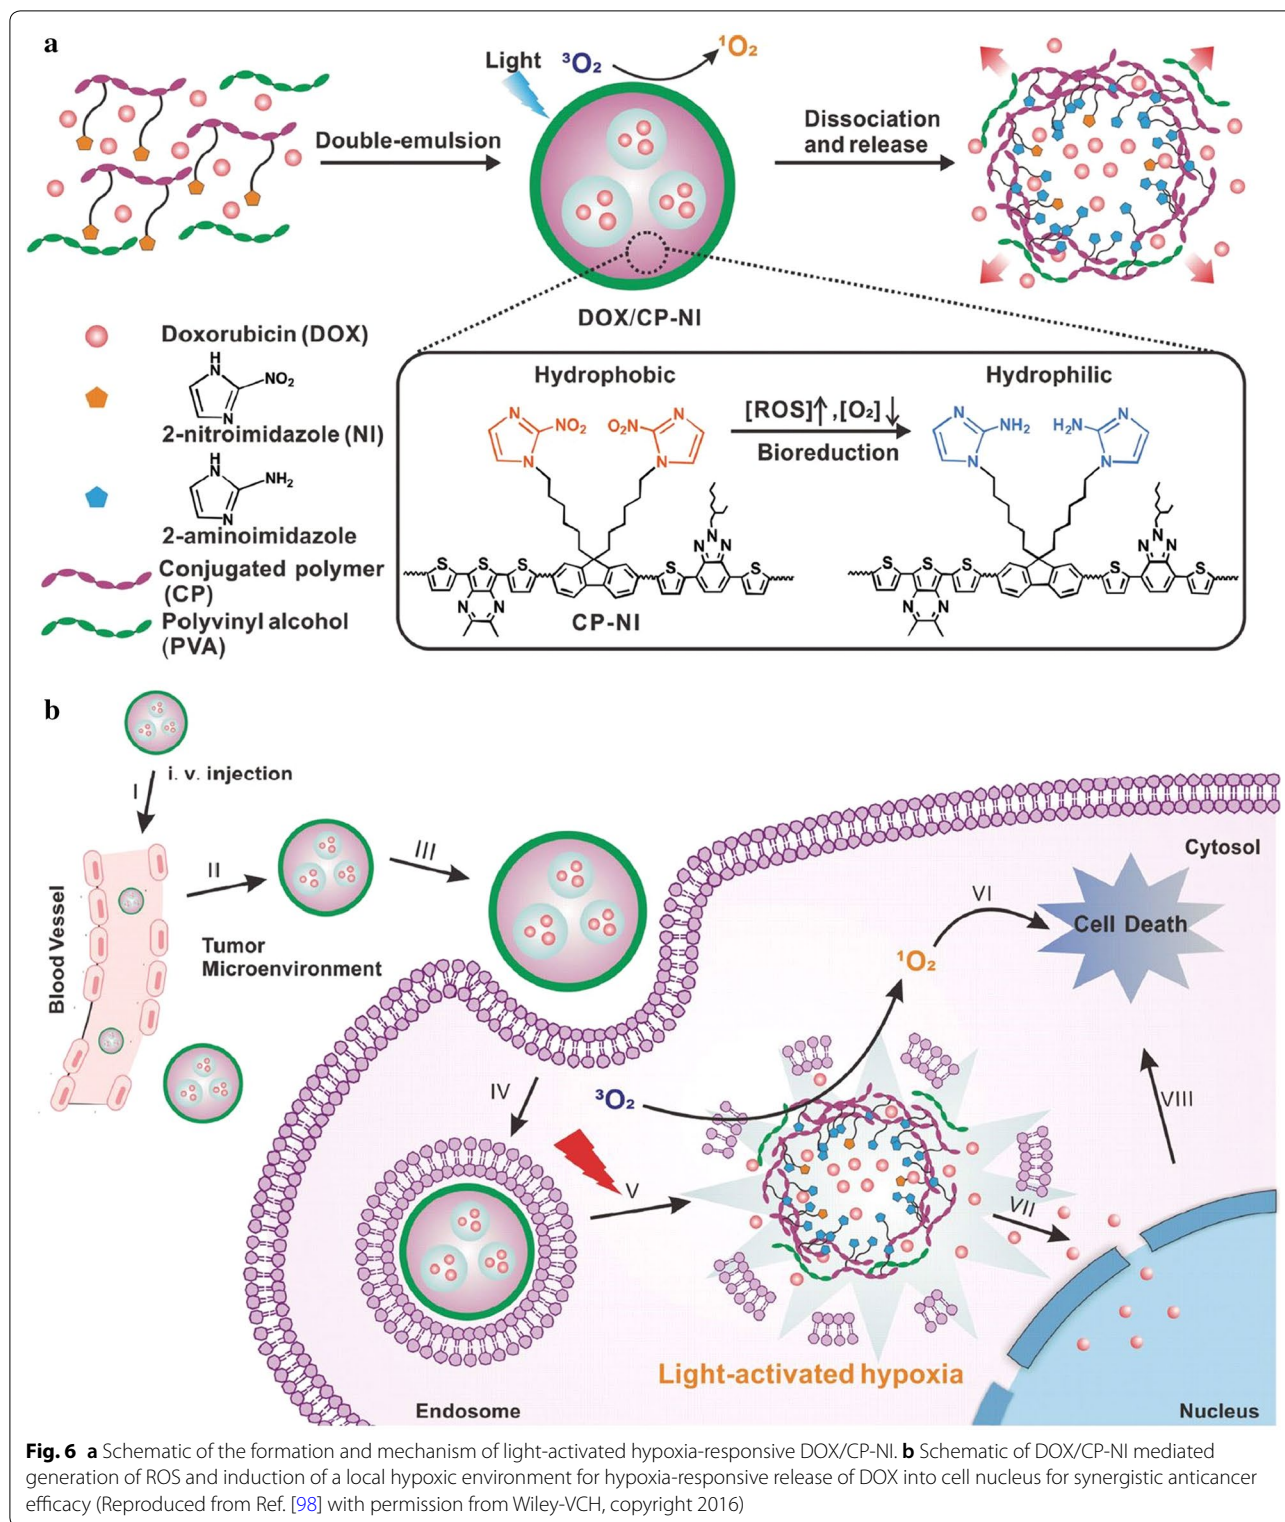 a
Light
³O₂
¹O₂
Double-emulsion
Dissociation
and release
DOX/CP-NI
Doxorubicin (DOX)
H
N
NO₂
N
2-nitroimidazole (NI)
H
N
NH₂
N
2-aminoimidazole
Conjugated polymer
(CP)
Polyvinyl alcohol
(PVA)
Hydrophobic
Hydrophilic
[ROS]↑,[O₂]↓
Bioreduction
N NO₂ O₂N N
N N
N NH₂ H₂N N
N N
S S S S N N N S
N N
CP-NI
S S S S N N N S
N N
b
i. v. injection
I
II
III
Blood Vessel
Tumor
Microenvironment
Cytosol
VI
Cell Death
¹O₂
IV
³O₂
V
VII
VIII
Light-activated hypoxia
Endosome
Nucleus
Fig. 6 a Schematic of the formation and mechanism of light-activated hypoxia-responsive DOX/CP-NI. b Schematic of DOX/CP-NI mediated
generation of ROS and induction of a local hypoxic environment for hypoxia-responsive release of DOX into cell nucleus for synergistic anticancer
efficacy (Reproduced from Ref. [98] with permission from Wiley-VCH, copyright 2016)